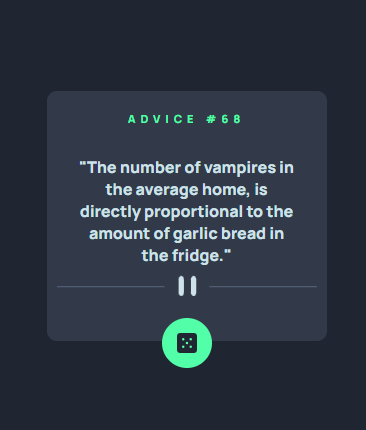 ADVICE #68
"The number of vampires in
the average home, is
directly proportional to the
amount of garlic bread in
the fridge."